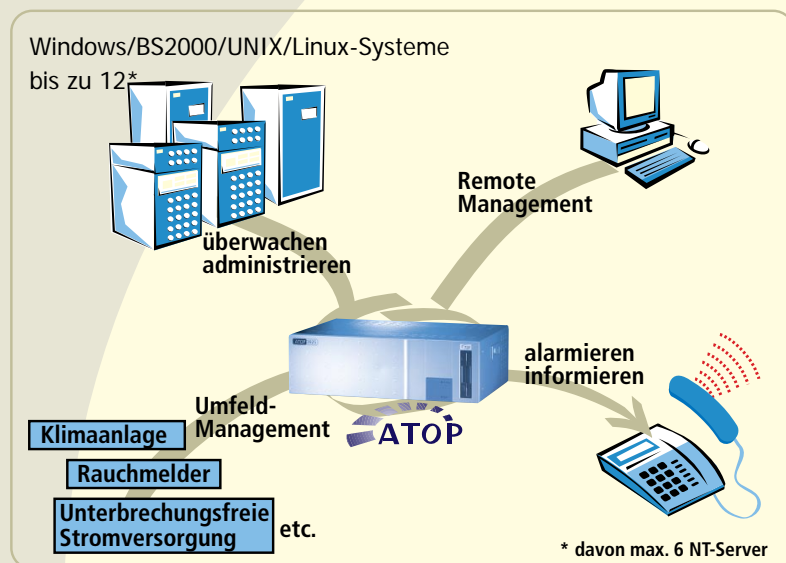 Windows/BS2000/UNIX/Linux-Systeme
bis zu 12*
Remote
Management
überwachen
administrieren
alarmieren
informieren
Umfeld-
Management
ATOP
Klimaanlage
Rauchmelder
Unterbrechungsfreie
Stromversorgung
etc.
* davon max. 6 NT-Server